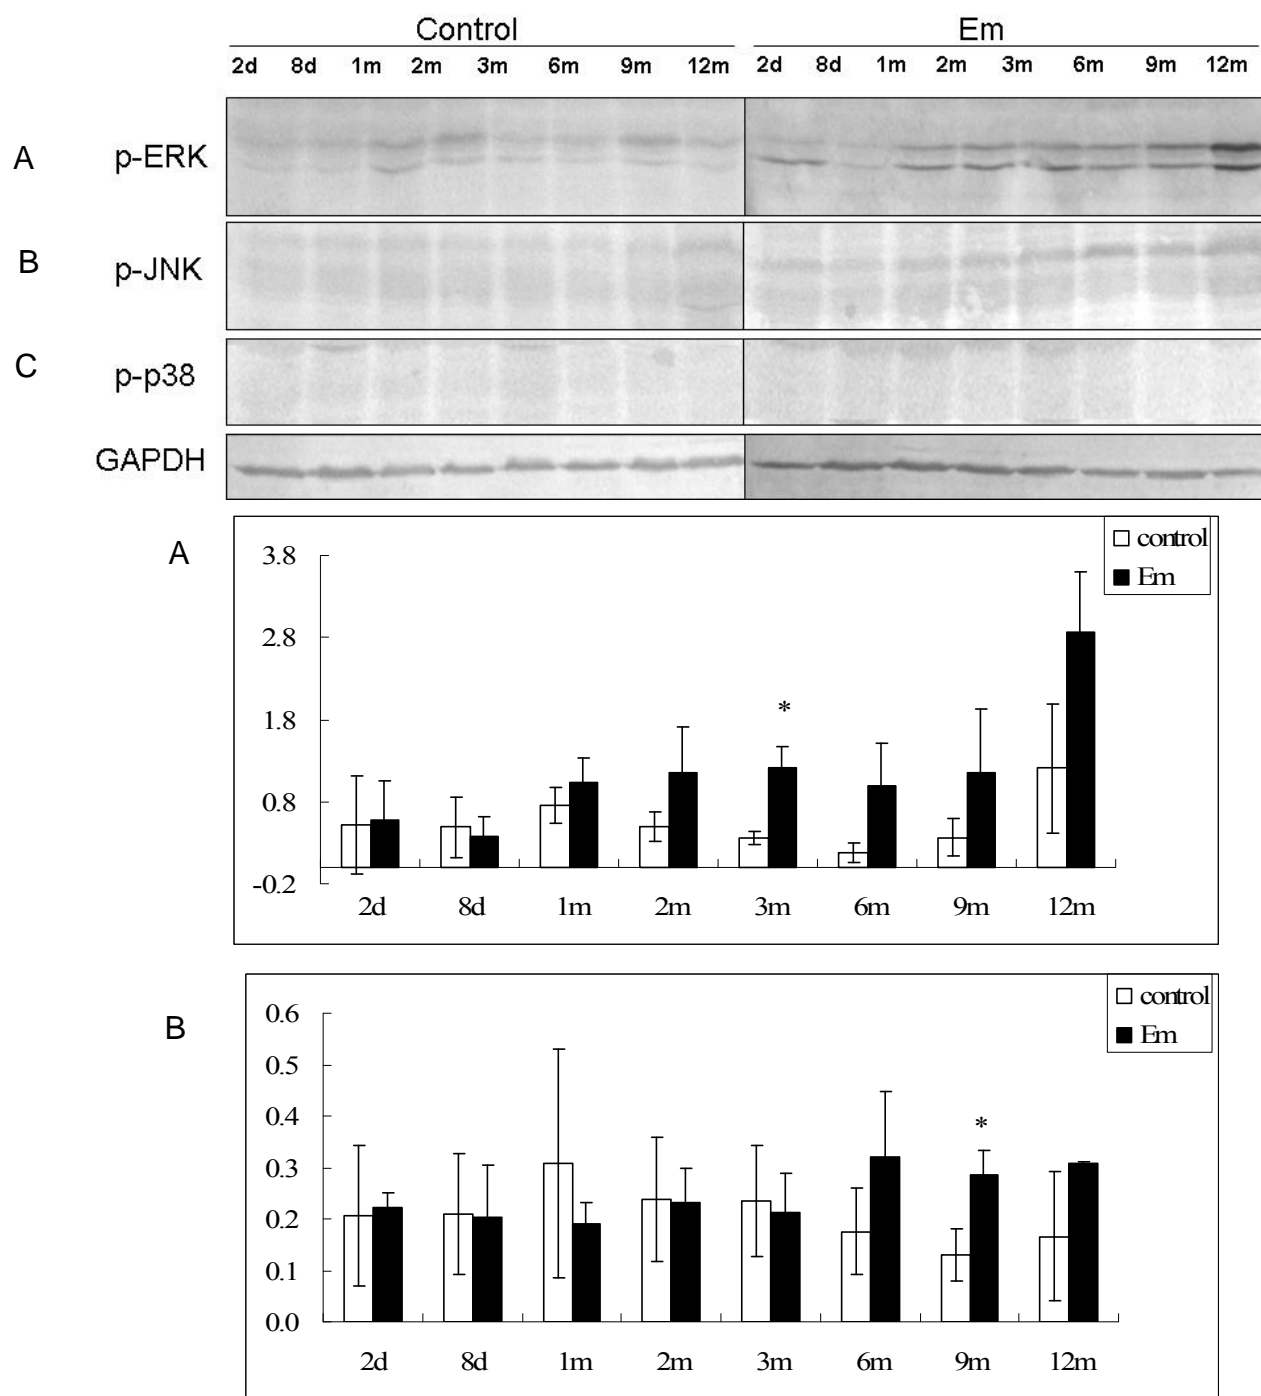 Control Em
2d 8d 1m 2m 3m 6m 9m 12m 2d 8d 1m 2m 3m 6m 9m 12m
A p-ERK
B p-JNK
C p-p38
GAPDH
A
control
Em
3.8
2.8
1.8
*
0.8
-0.2
2d 8d 1m 2m 3m 6m 9m 12m
B
control
Em
0.6
0.5
0.4
*
0.3
0.2
0.1
0.0
2d 8d 1m 2m 3m 6m 9m 12m